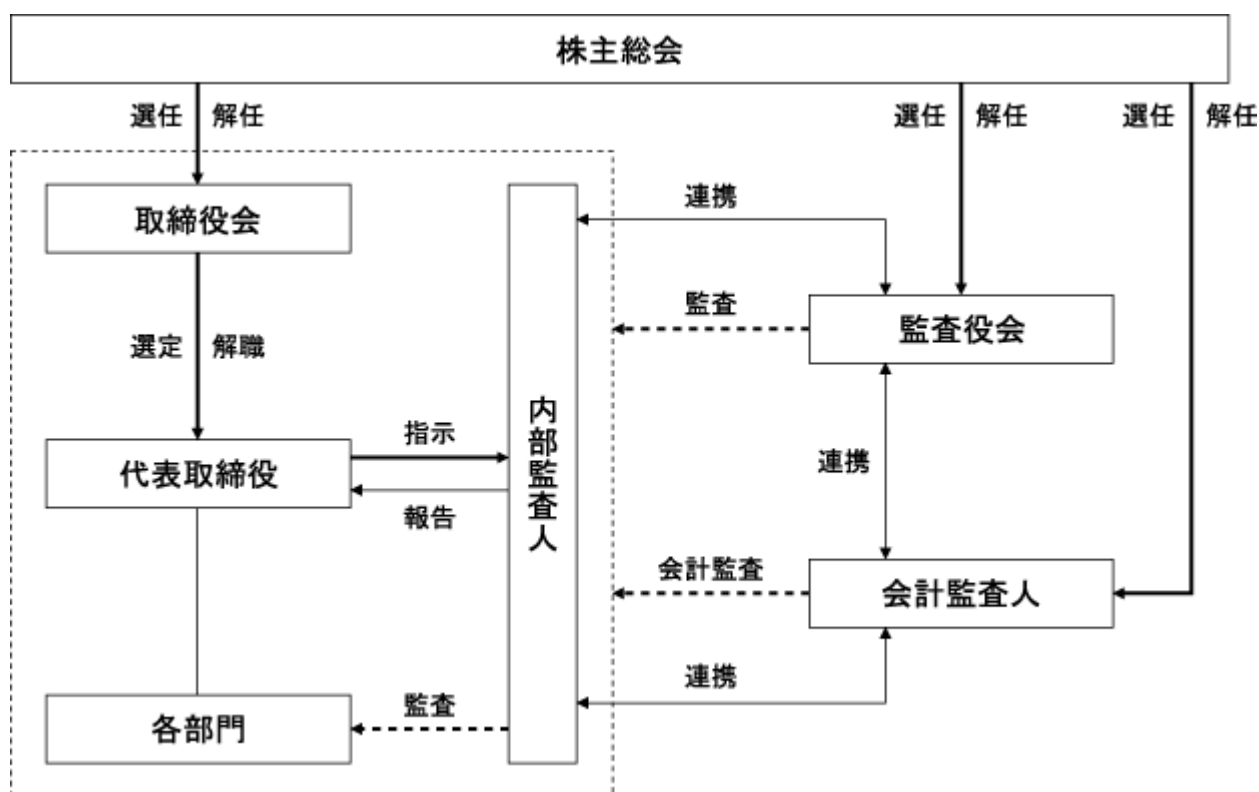 株主総会
選任
解任
選任
解任
選任
解任
取締役会
連携
監査
監査役会
選定
解職
内部監査人
指示
代表取締役
報告
連携
会計監査
会計監査人
連携
監査
各部門